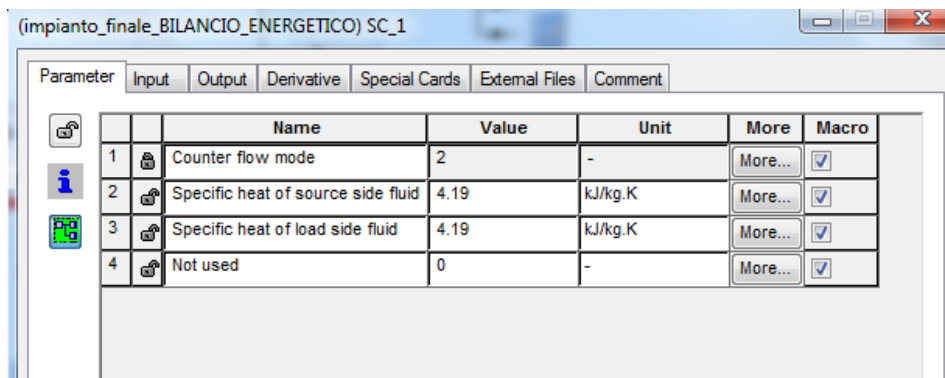 (impianto_finale_BILANCIO_ENERGETICO) SC_1
Parameter Input Output Derivative Special Cards External Files Comment
Name Value Unit More Macro
1 Counter flow mode 2 - More...
2 Specific heat of source side fluid 4.19 kJ/kg.K More...
3 Specific heat of load side fluid 4.19 kJ/kg.K More...
4 Not used 0 - More...